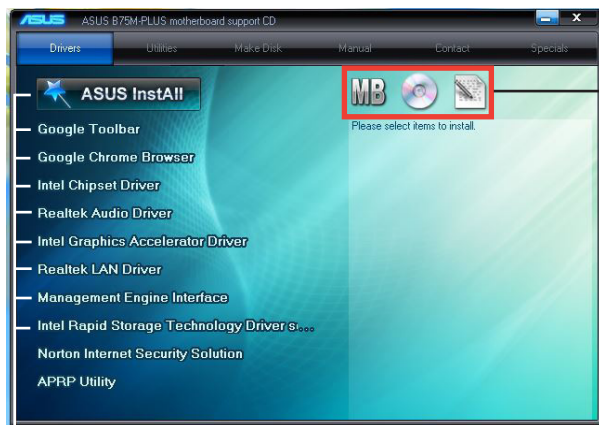 ASUS ASUS B75M-PLUS motherboard support CD
Drivers Utilities Make Disk Manual Contact Specials
ASUS InstAll
MB
Please select items to install.
Google Toolbar
Google Chrome Browser
Intel Chipset Driver
Realtek Audio Driver
Intel Graphics Accelerator Driver
Realtek LAN Driver
Management Engine Interface
Intel Rapid Storage Technology Driver s...
Norton Internet Security Solution
APRP Utility